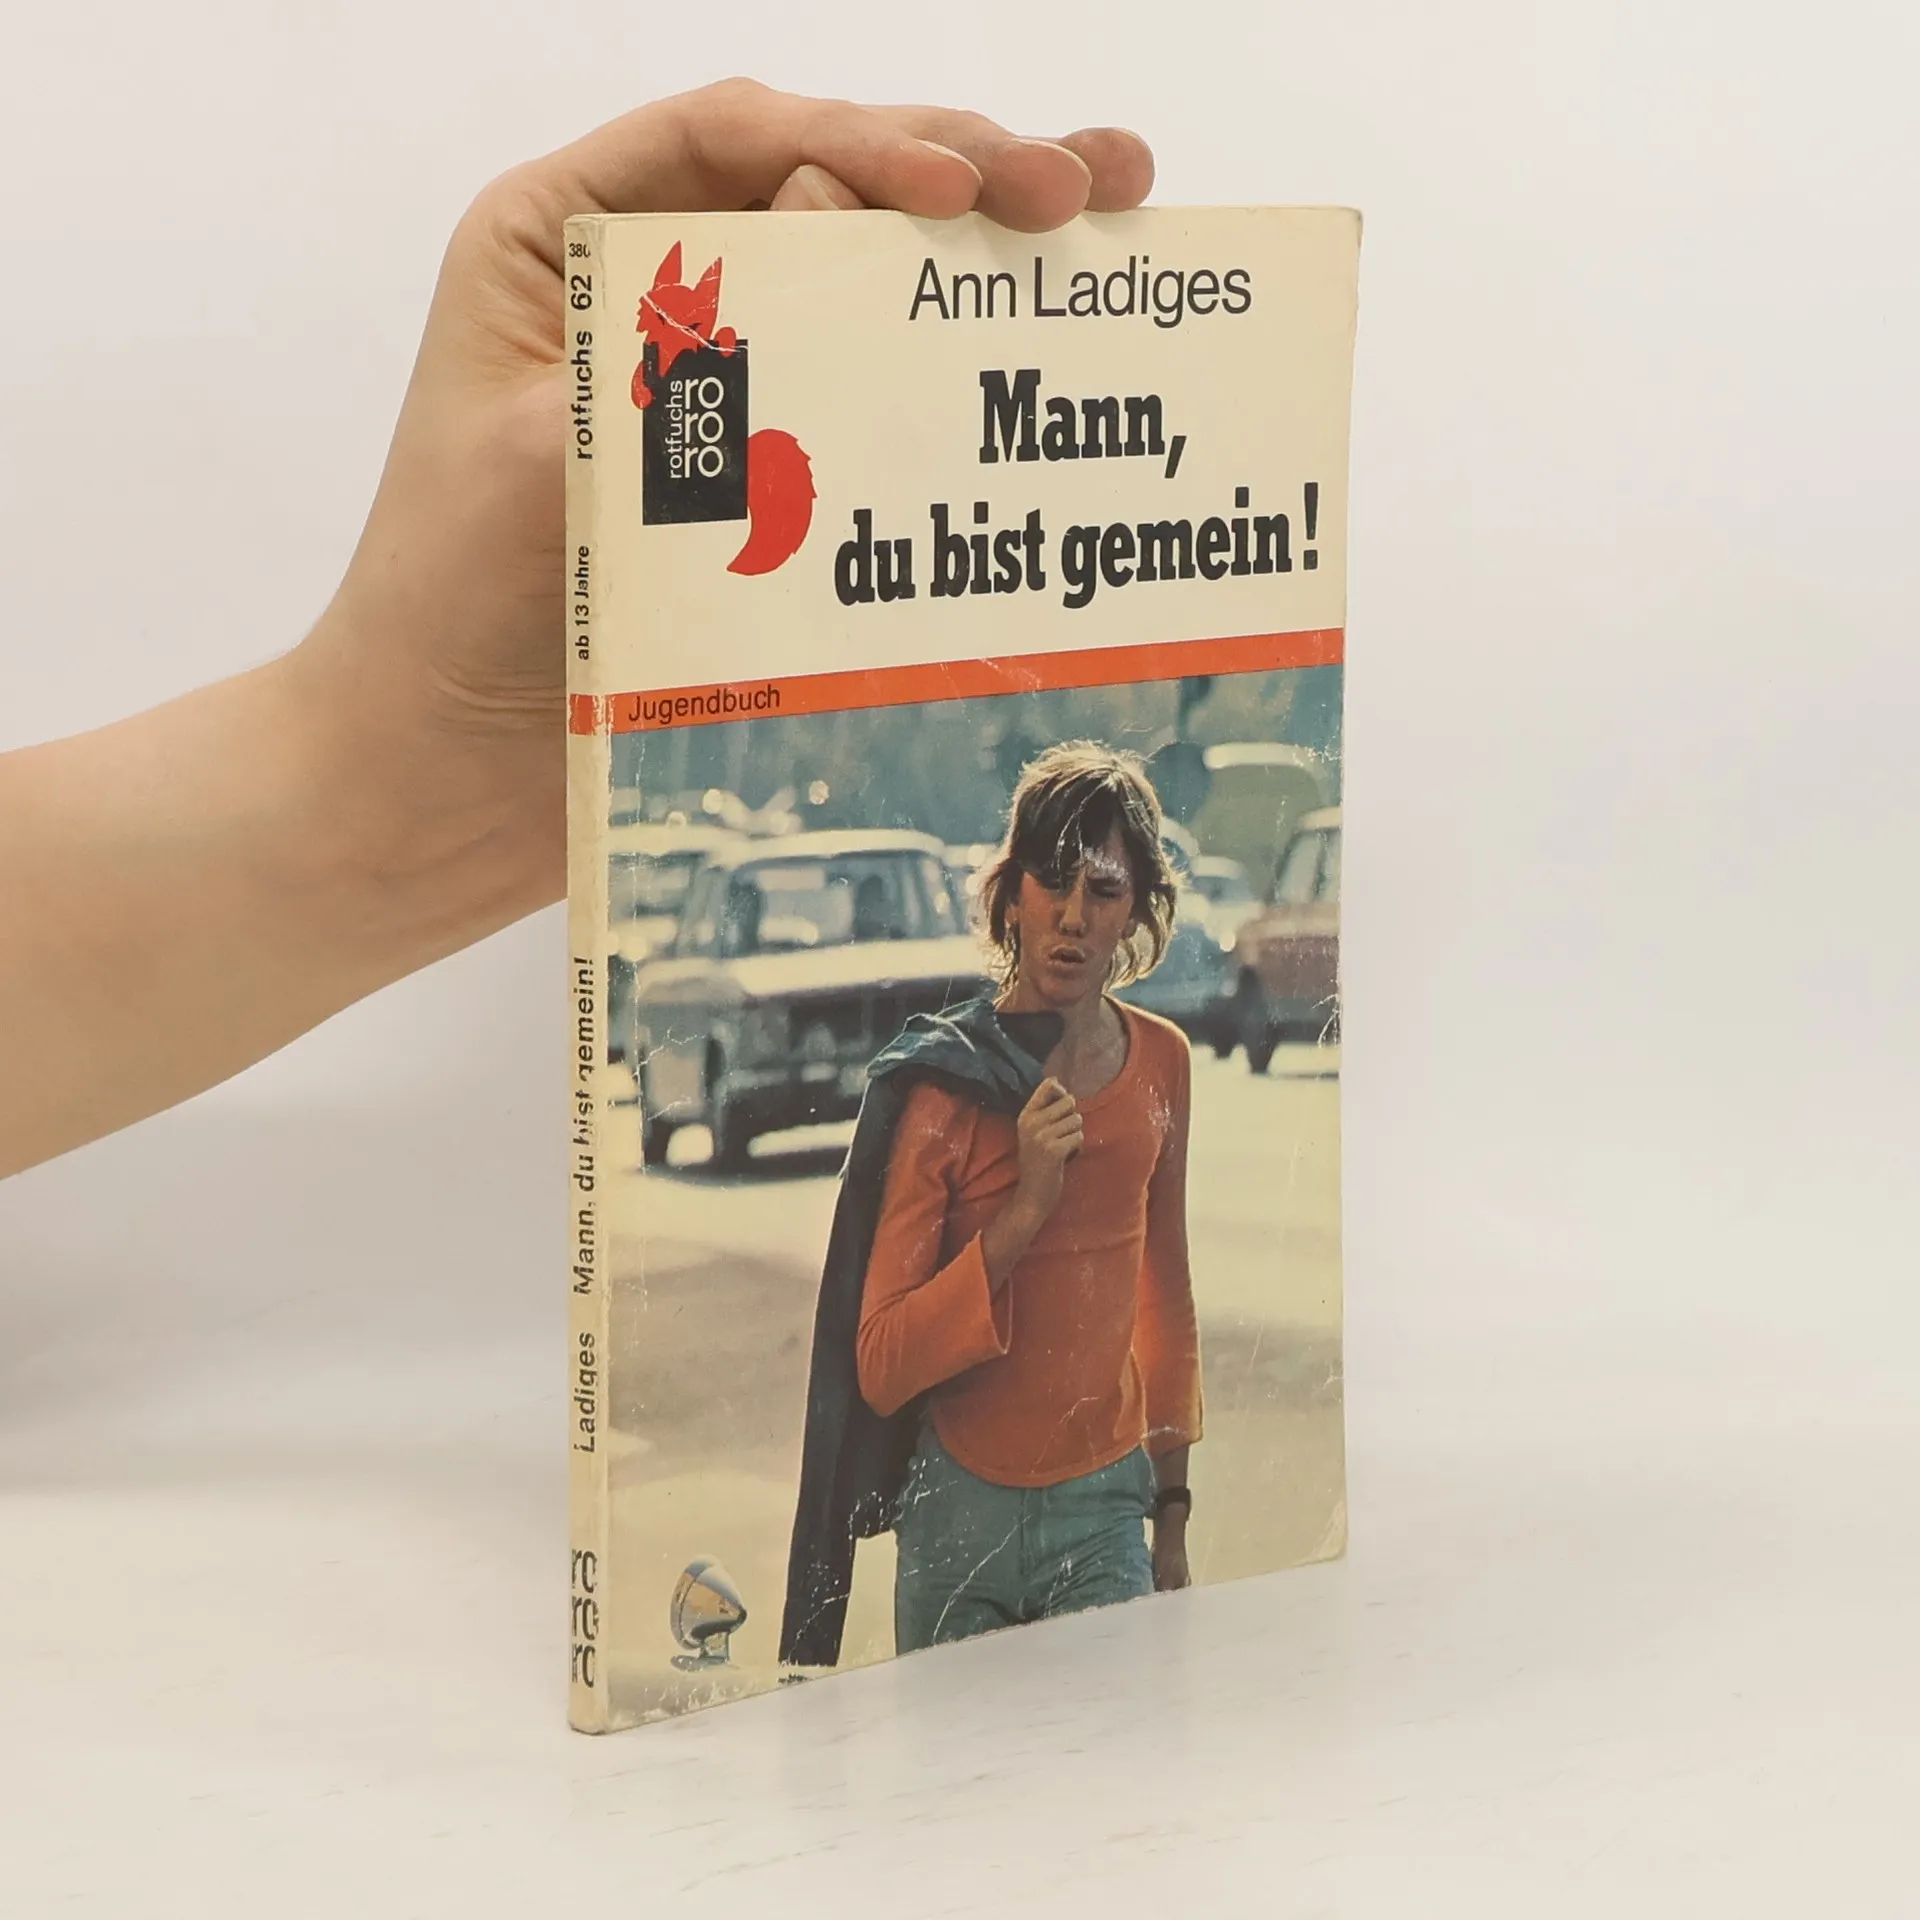 Ann Ladiges
Mann,
du bist gemein!
rotfuchs
ro
ro
ro
Jugendbuch
380
rotfuchs 62
ab 13 Jahre
Ladiges Mann, du bist gemein!
ro
ro
ro